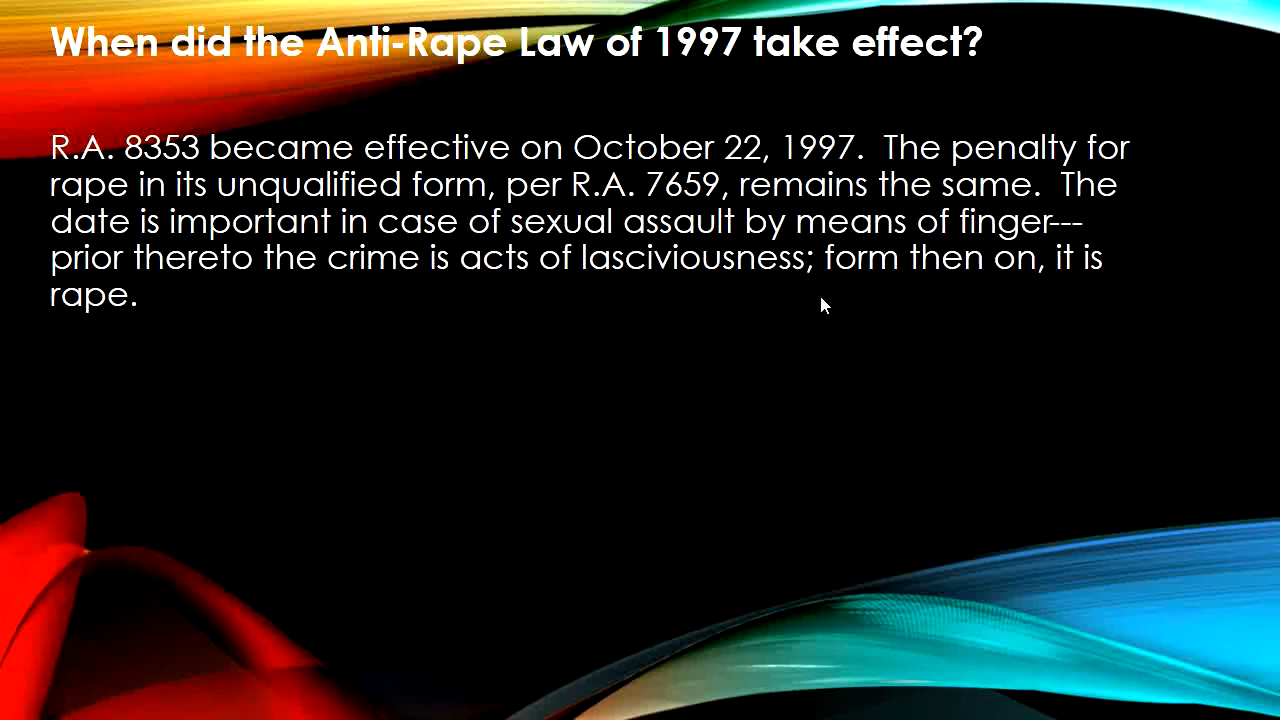 When did the Anti-Rape Law of 1997 take effect?
R.A. 8353 became effective on October 22, 1997.  The penalty for
rape in its unqualified form, per R.A. 7659, remains the same.  The
date is important in case of sexual assault by means of finger---
prior thereto the crime is acts of lasciviousness; form then on, it is
rape.